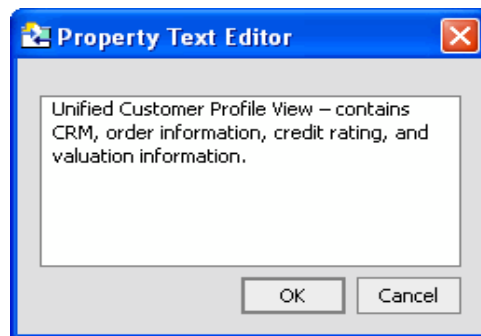 Property Text Editor
Unified Customer Profile View – contains
CRM, order information, credit rating, and
valuation information.
OK Cancel